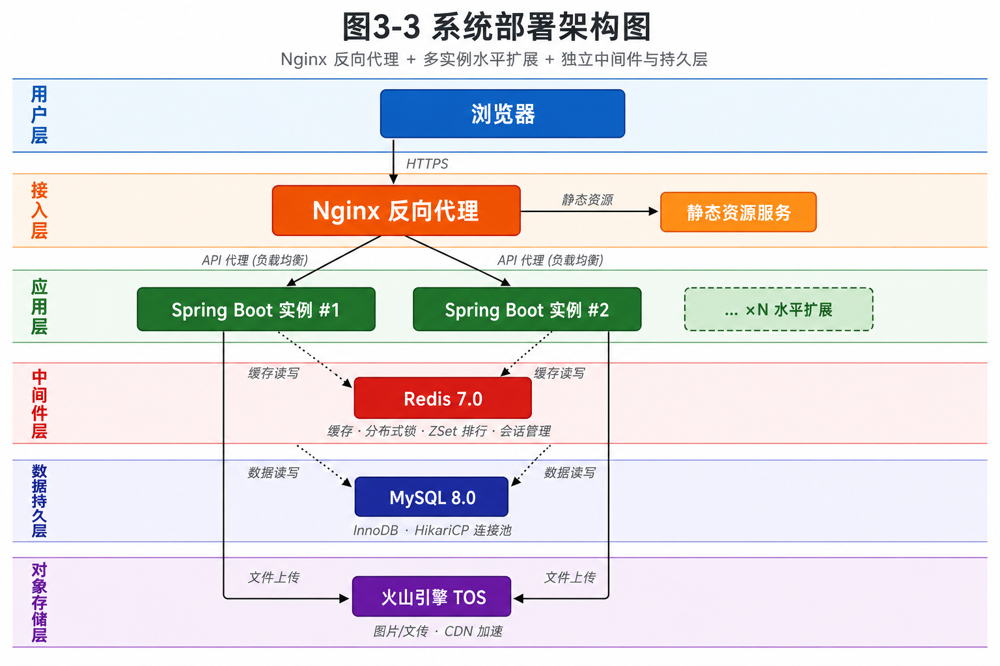 图3-3 系统部署架构图
Nginx 反向代理 + 多实例水平扩展 + 独立中间件与持久层
用户层
浏览器
HTTPS
接入层
Nginx 反向代理
静态资源
静态资源服务
API 代理 (负载均衡)
API 代理 (负载均衡)
应用层
Spring Boot 实例 #1
Spring Boot 实例 #2
... ×N 水平扩展
中间件层
缓存读写
缓存读写
Redis 7.0
缓存 · 分布式锁 · ZSet 排行 · 会话管理
数据持久层
数据读写
数据读写
MySQL 8.0
InnoDB · HikariCP 连接池
对象存储层
文件上传
文件上传
火山引擎 TOS
图片/文传 · CDN 加速